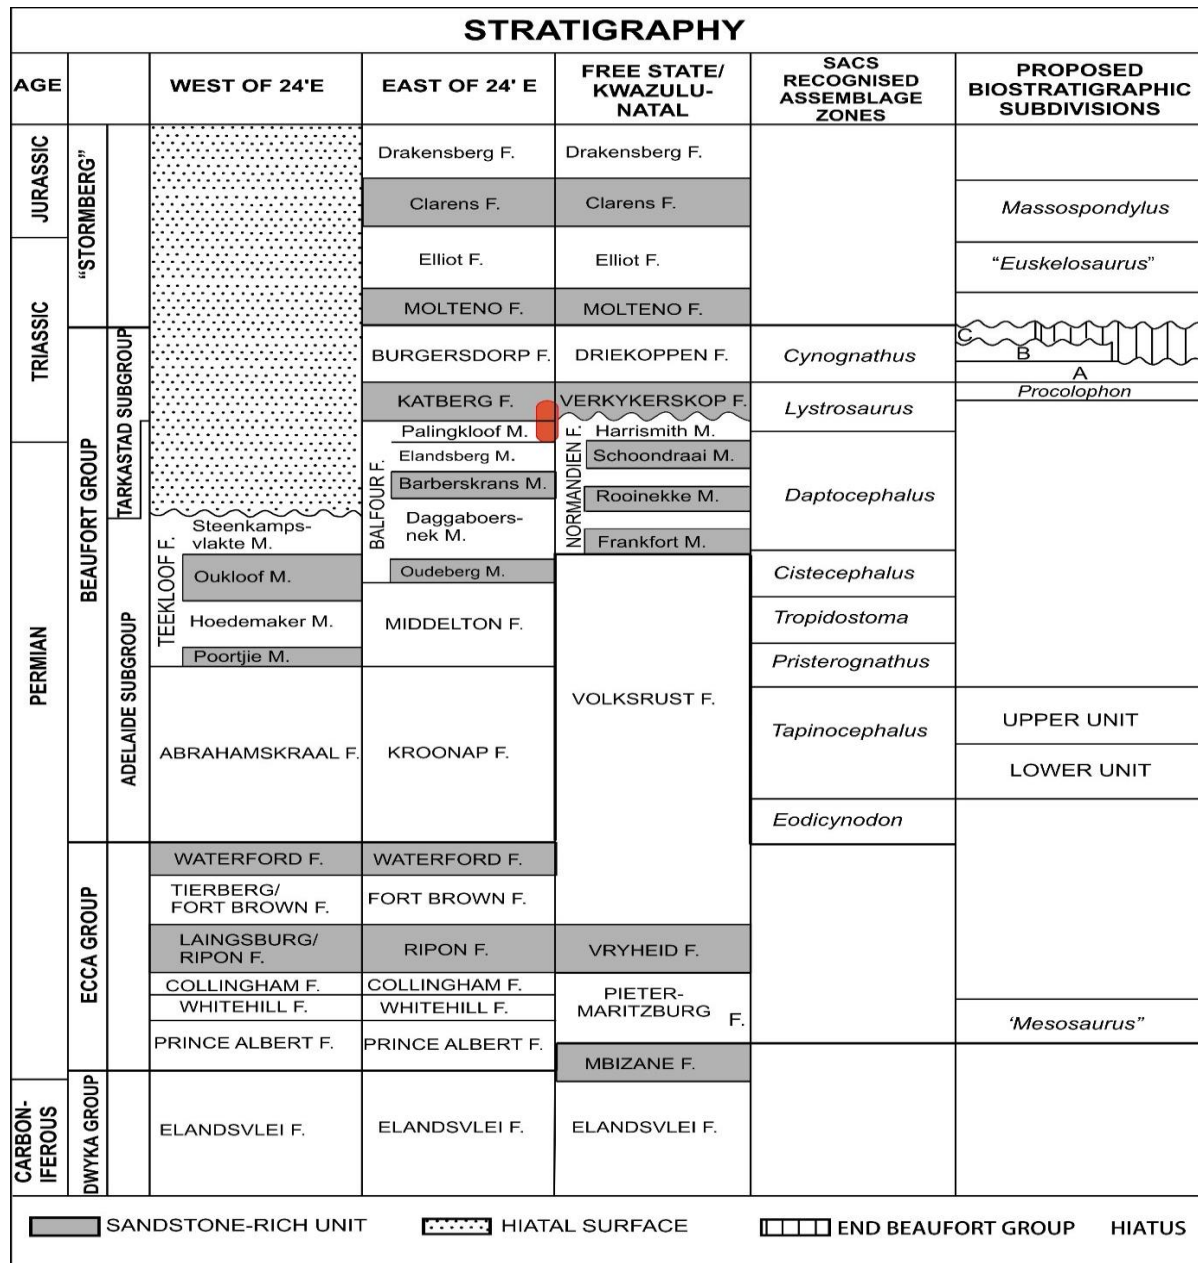 STRATIGRAPHY
AGE
WEST OF 24'E
EAST OF 24' E
FREE STATE/
KWAZULU-
NATAL
SACS
RECOGNISED
ASSEMBLAGE
ZONES
PROPOSED
BIOSTRATIGRAPHIC
SUBDIVISIONS
JURASSIC
TRIASSIC
PERMIAN
CARBON-
IFEROUS
"STORMBERG”
BEAUFORT GROUP
ECCA GROUP
DWYKA GROUP
TARKASTAD SUBGROUP
ADELAIDE SUBGROUP
TEEKLOOF F.
Steenkamps-
vlakte M.
Oukloof M.
Hoedemaker M.
Poortjie M.
ABRAHAMSKRAAL F.
WATERFORD F.
TIERBERG/
FORT BROWN F.
LAINGSBURG/
RIPON F.
COLLINGHAM F.
WHITEHILL F.
PRINCE ALBERT F.
ELANDSVLEI F.
Drakensberg F.
Clarens F.
Elliot F.
MOLTENO F.
BURGERSDORP F.
KATBERG F.
BALFOUR F.
Palingkloof M.
Elandsberg M.
Barberskrans M.
Daggaboers-
nek M.
Oudeberg M.
MIDDELTON F.
KROONAP F.
WATERFORD F.
FORT BROWN F.
RIPON F.
COLLINGHAM F.
WHITEHILL F.
PRINCE ALBERT F.
ELANDSVLEI F.
Drakensberg F.
Clarens F.
Elliot F.
MOLTENO F.
DRIEKOPPEN F.
VERKYKERSKOP F.
NORMANDIEN F.
Harrismith M.
Schoondraai M.
Rooinekke M.
Frankfort M.
VOLKSRUST F.
VRYHEID F.
PIETER-
MARITZBURG
F.
MBIZANE F.
ELANDSVLEI F.
Cynognathus
Lystrosaurus
Daptocephalus
Cistecephalus
Tropidostoma
Pristerognathus
Tapinocephalus
Eodicynodon
Massospondylus
“Euskelosaurus”
C
B
A
Procolophon
UPPER UNIT
LOWER UNIT
‘Mesosaurus”
SANDSTONE-RICH UNIT
HIATAL SURFACE
END BEAUFORT GROUP HIATUS